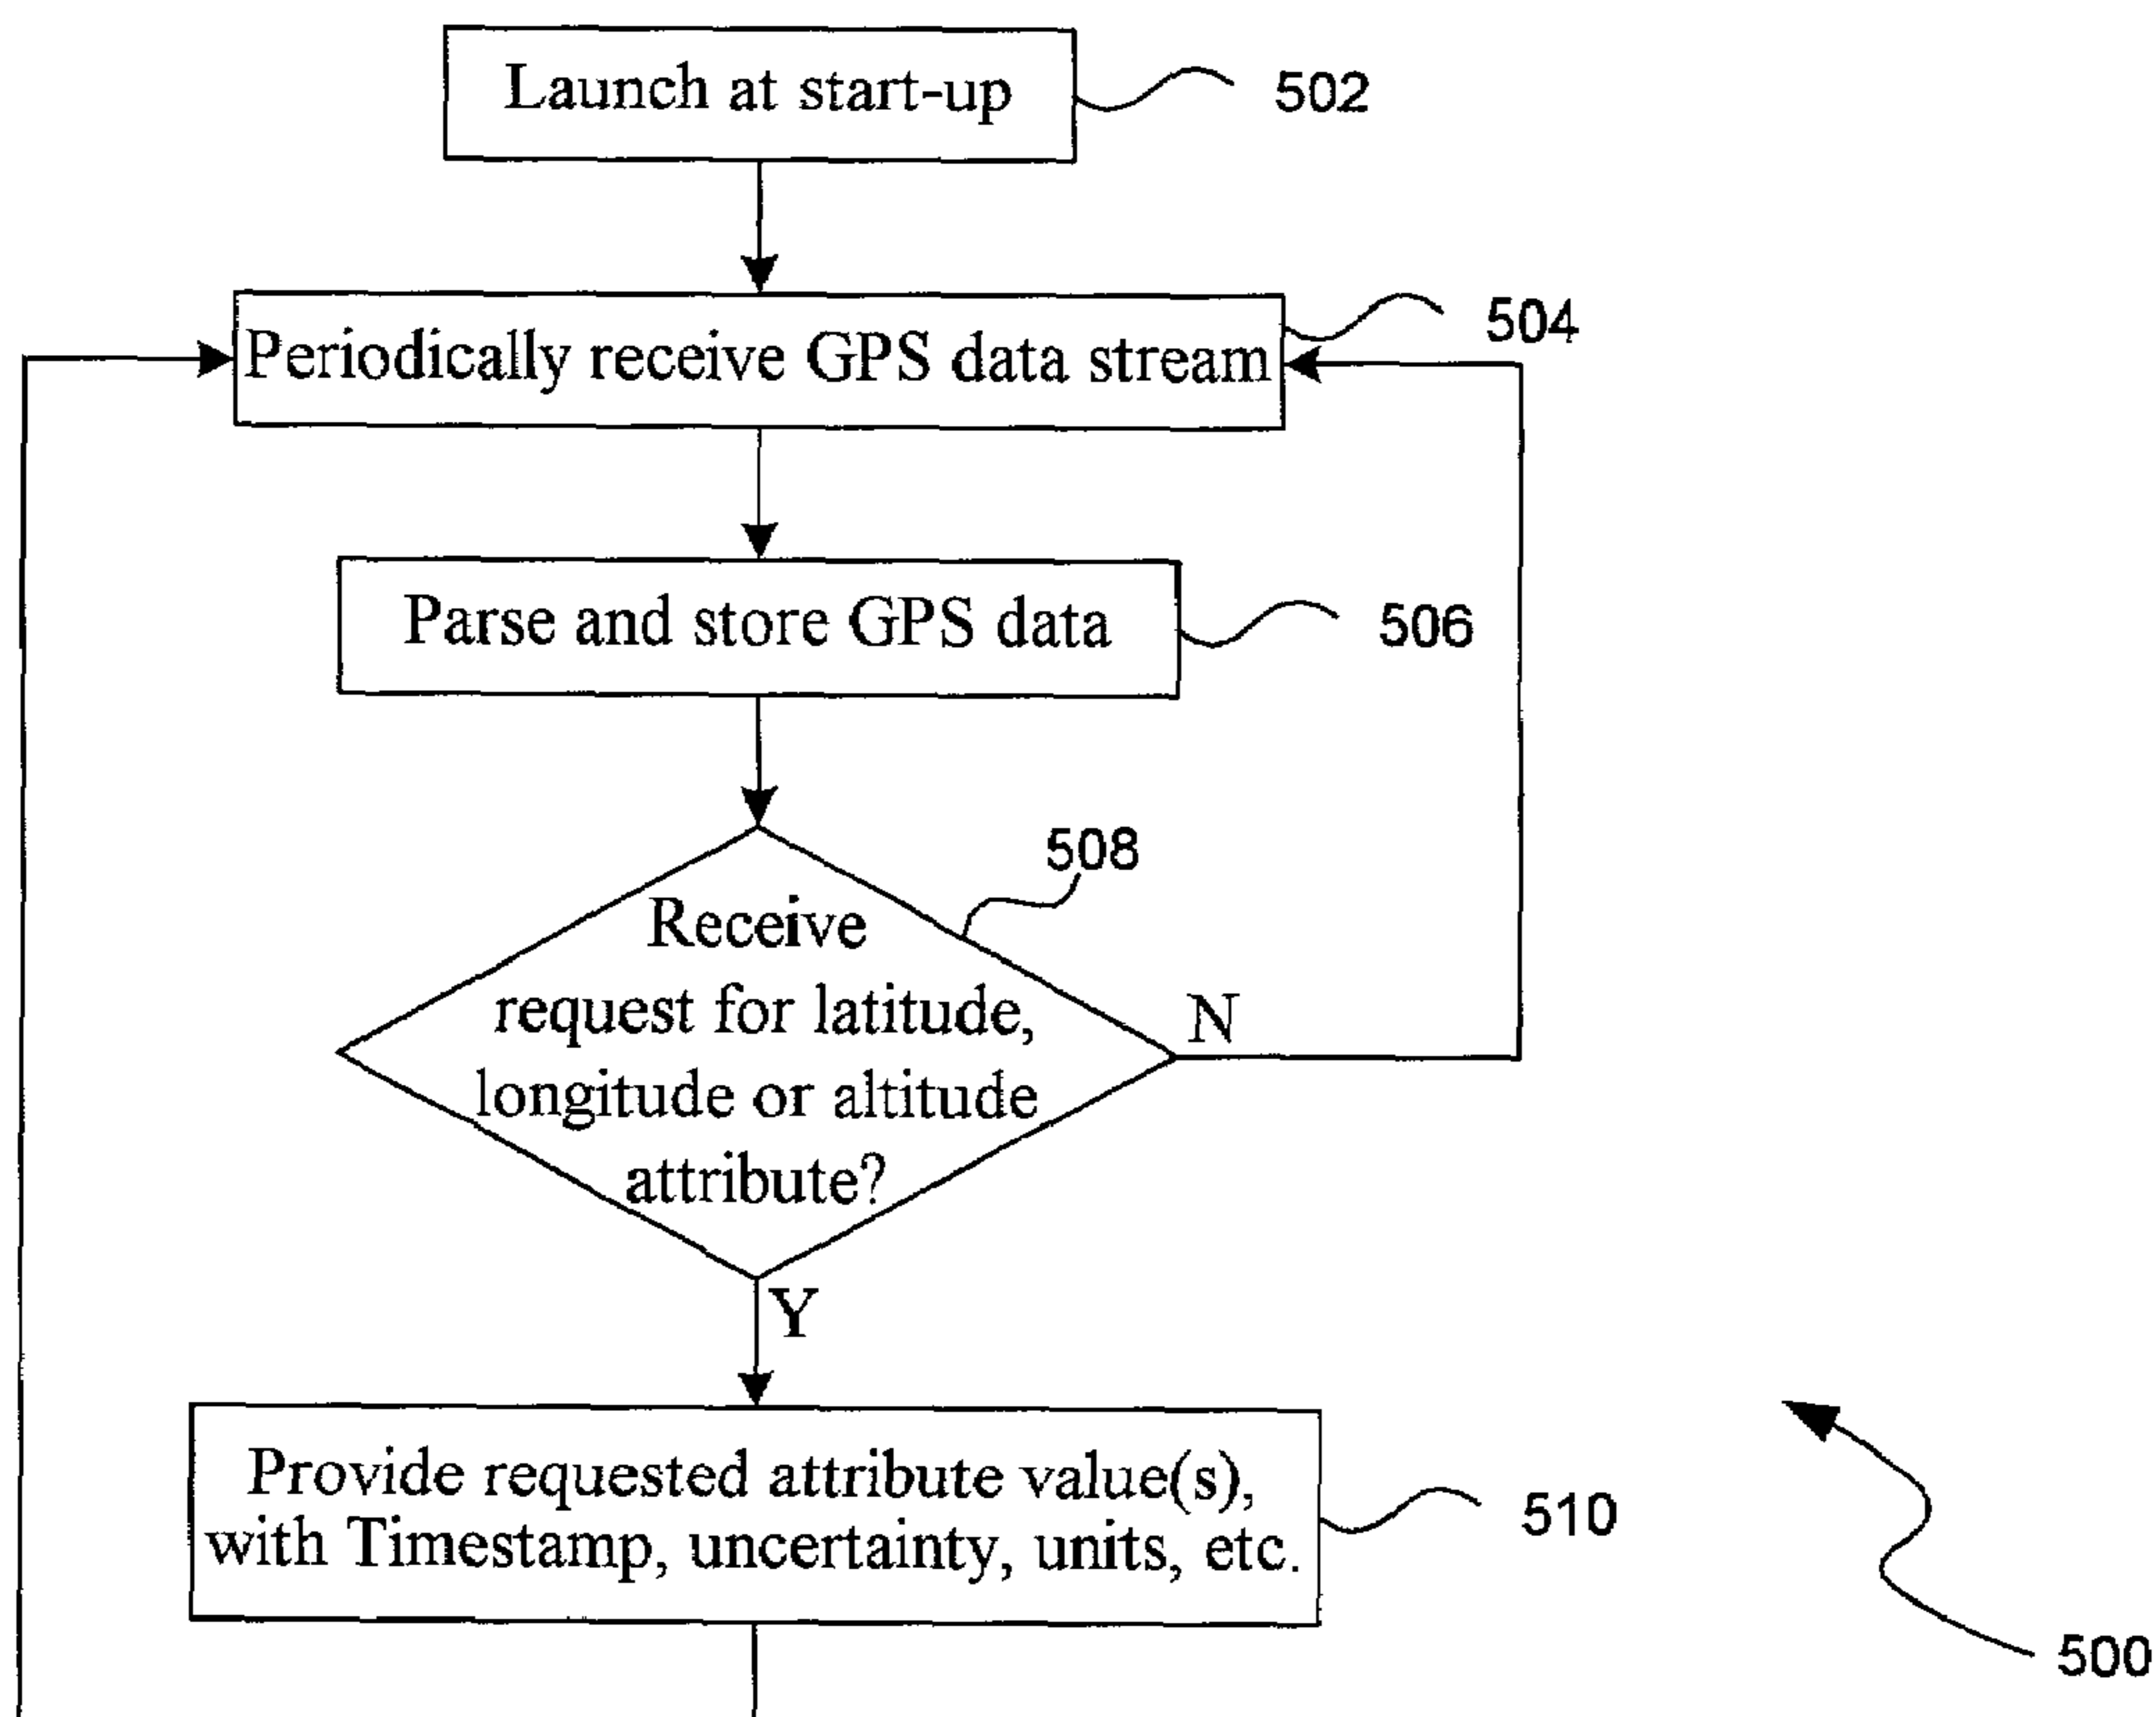 Launch at start-up
502
Periodically receive GPS data stream
504
Parse and store GPS data
506
508
Receive
request for latitude,
longitude or altitude
attribute?
N
Y
Provide requested attribute value(s),
with Timestamp, uncertainty, units, etc.
510
500